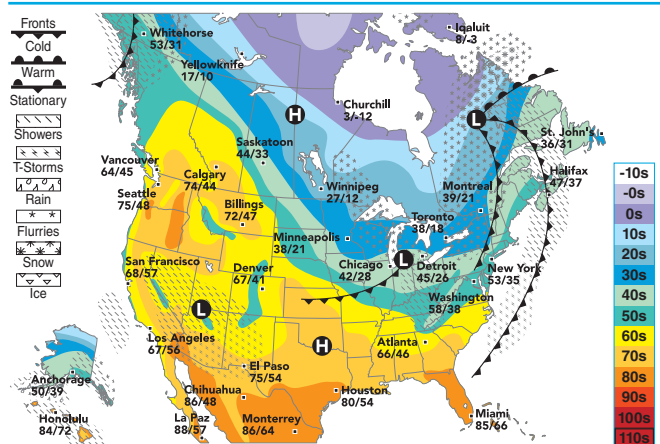 Fronts
Cold
Warm
Stationary
Showers
T-Storms
Rain
Flurries
Snow
Ice
Whitehorse
53/31
Iqaluit
8/-3
Yellowknife
17/10
H
Churchill
3/-12
L
St. John's
36/31
Saskatoon
44/33
Vancouver
64/45
Calgary
74/44
Winnipeg
27/12
Montreal
39/21
Halifax
47/37
Seattle
75/48
Billings
72/47
Toronto
38/18
Minneapolis
38/21
San Francisco
68/57
Denver
67/41
Chicago
42/28
L
Detroit
45/26
New York
53/35
Washington
58/38
L
Los Angeles
67/56
H
Atlanta
66/46
El Paso
75/54
Anchorage
50/39
Chihuahua
86/48
Houston
80/54
Honolulu
84/72
La Paz
88/57
Monterrey
86/64
Miami
85/66
-10s
-0s
0s
10s
20s
30s
40s
50s
60s
70s
80s
90s
100s
110s